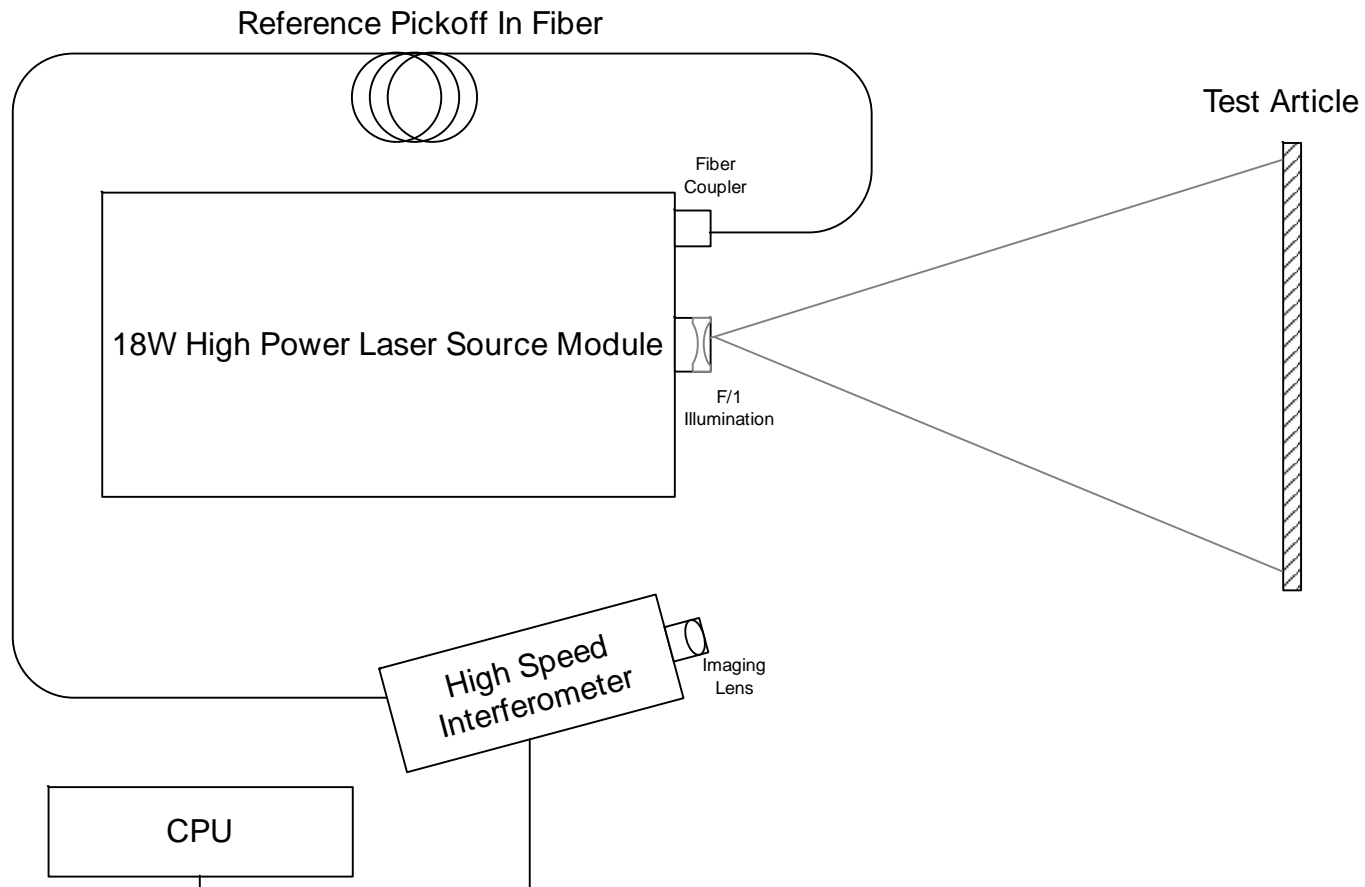 Reference Pickoff In Fiber
Test Article
Fiber
Coupler
18W High Power Laser Source Module
F/1
Illumination
High Speed
Interferometer
Imaging
Lens
CPU